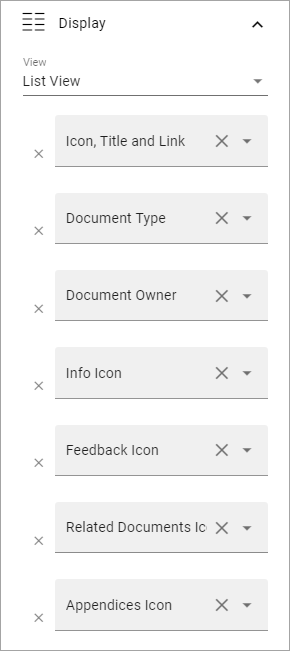 Display
View
List View
Icon, Title and Link
Document Type
Document Owner
Info Icon
Feedback Icon
Related Documents Ic
Appendices Icon